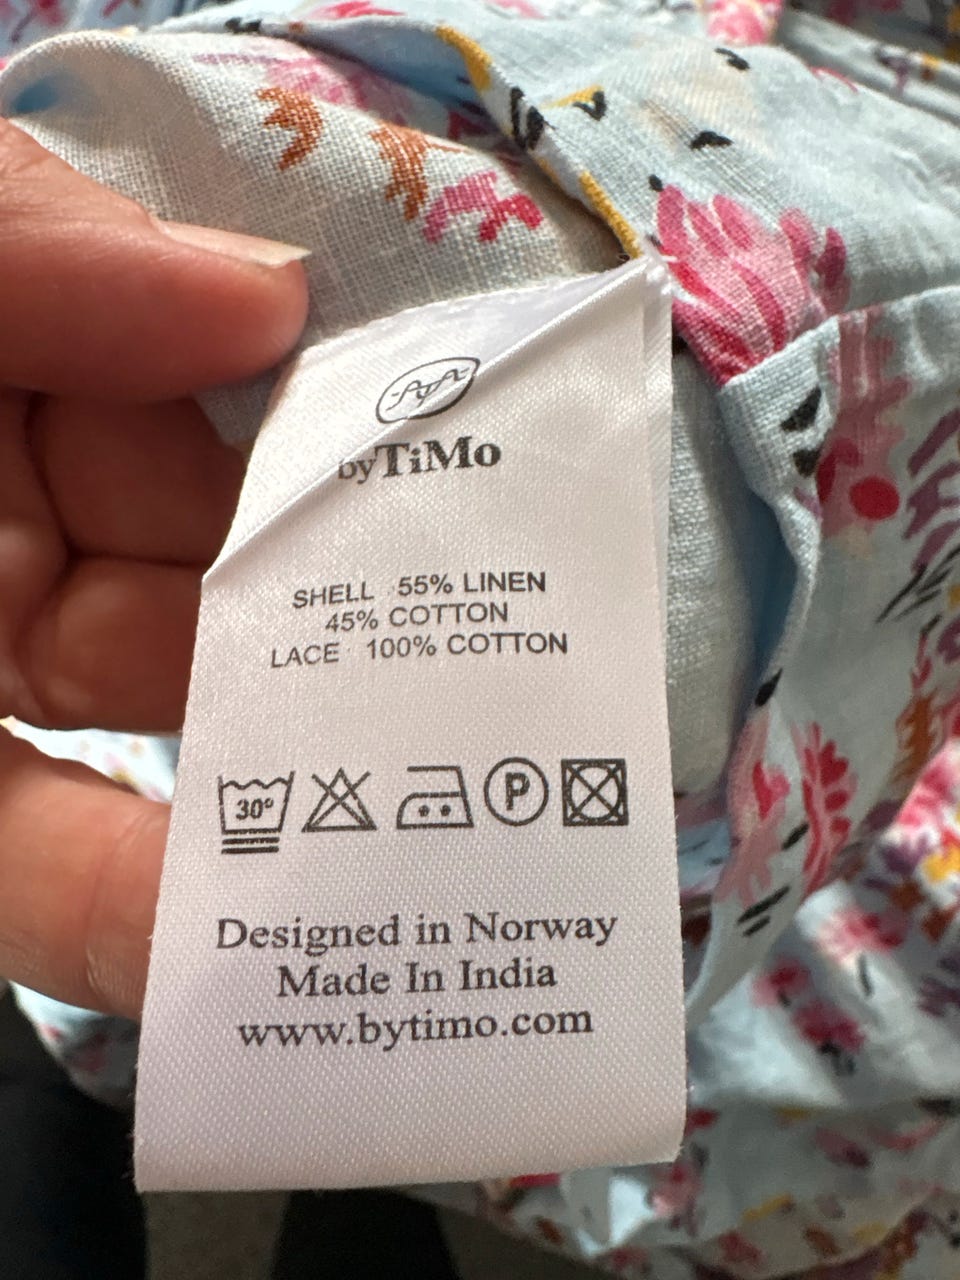 byTiMo
SHELL 55% LINEN
45% COTTON
LACE 100% COTTON
30°
P
Designed in Norway
Made In India
www.bytimo.com